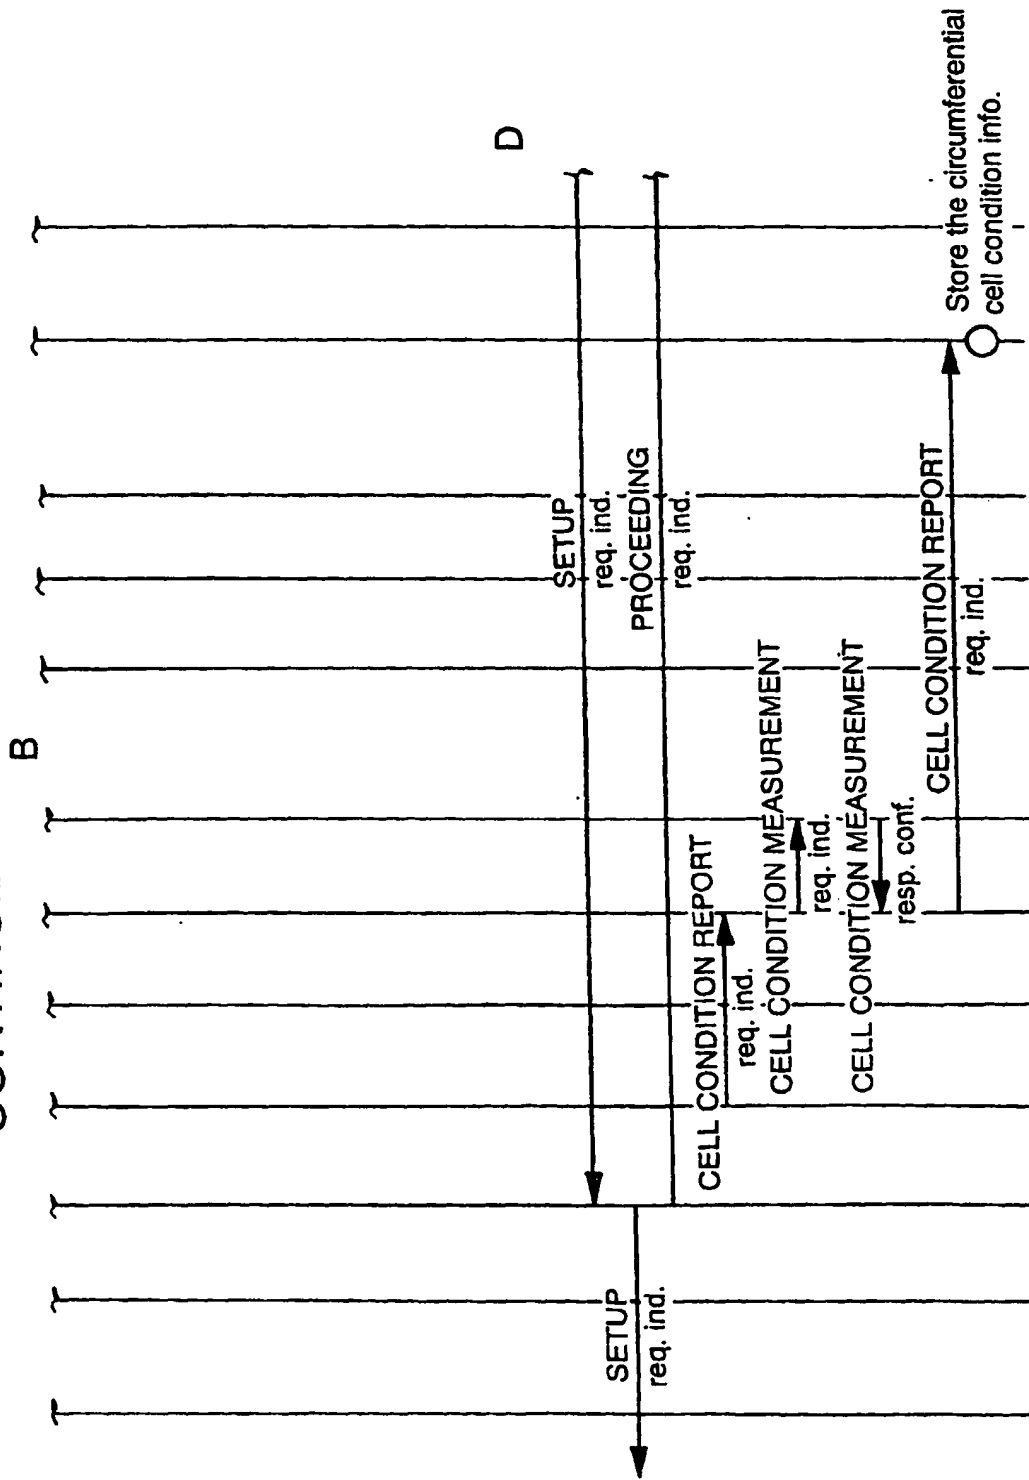 B
D
SETUP
req. ind.
PROCEEDING
req. ind.
SETUP
req. ind.
CELL CONDITION REPORT
req. ind.
CELL CONDITION MEASUREMENT
req. ind.
CELL CONDITION MEASUREMENT
resp. conf.
CELL CONDITION REPORT
req. ind.
Store the circumferential
cell condition info.